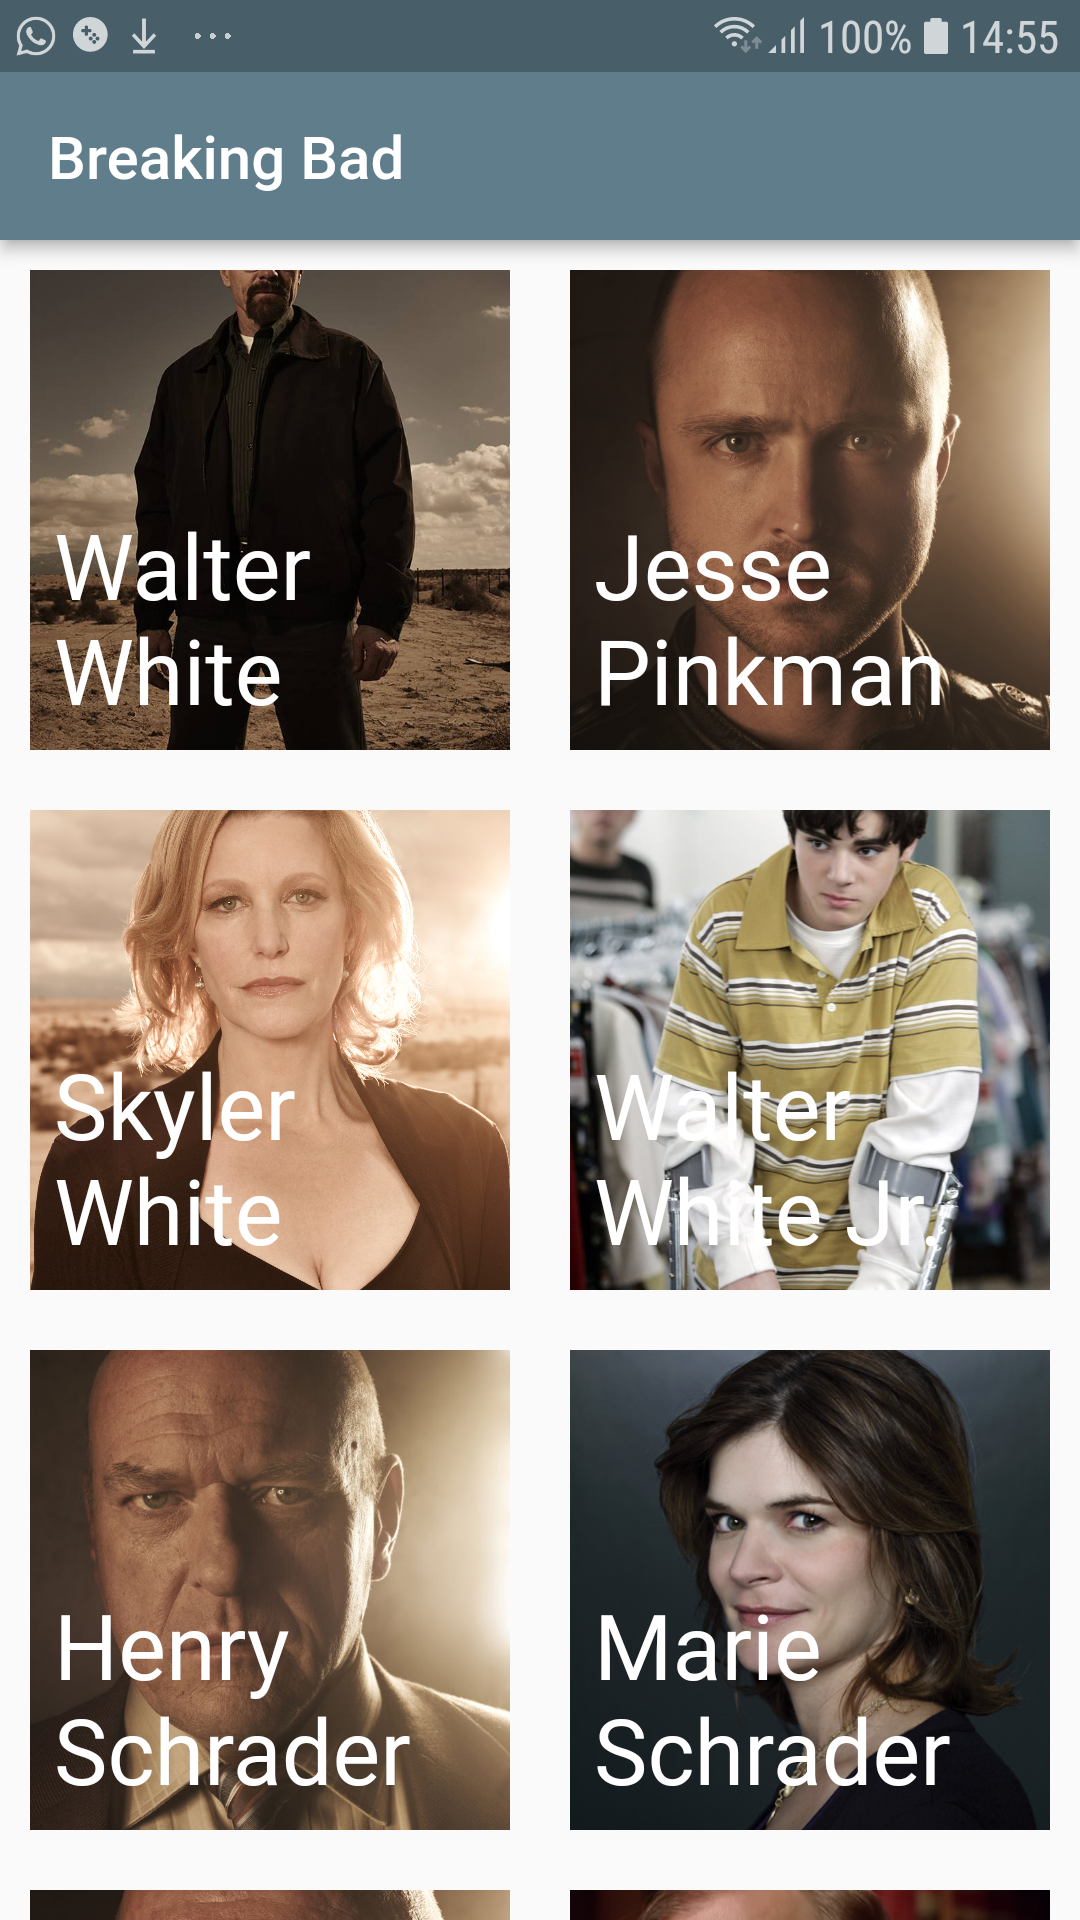 100% 14:55
Breaking Bad
Walter
White
Jesse
Pinkman
Skyler
White
Walter
White Jr.
Henry
Schrader
Marie
Schrader